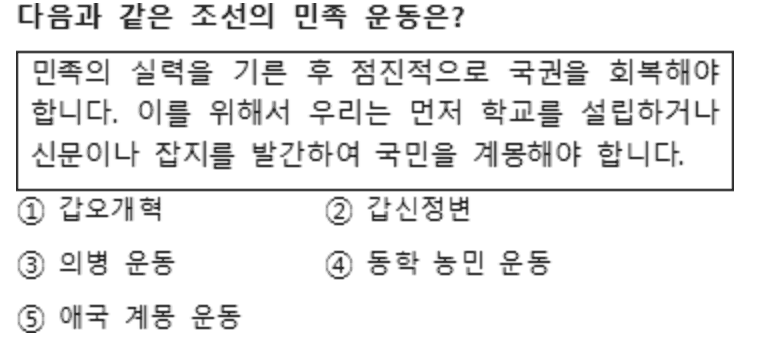 다음과 같은 조선의 민족 운동은?
민족의 실력을 기른 후 점진적으로 국권을 회복해야
합니다. 이를 위해서 우리는 먼저 학교를 설립하거나
신문이나 잡지를 발간하여 국민을 계몽해야 합니다.
① 갑오개혁 ② 갑신정변
③ 의병 운동 ④ 동학 농민 운동
⑤ 애국 계몽 운동